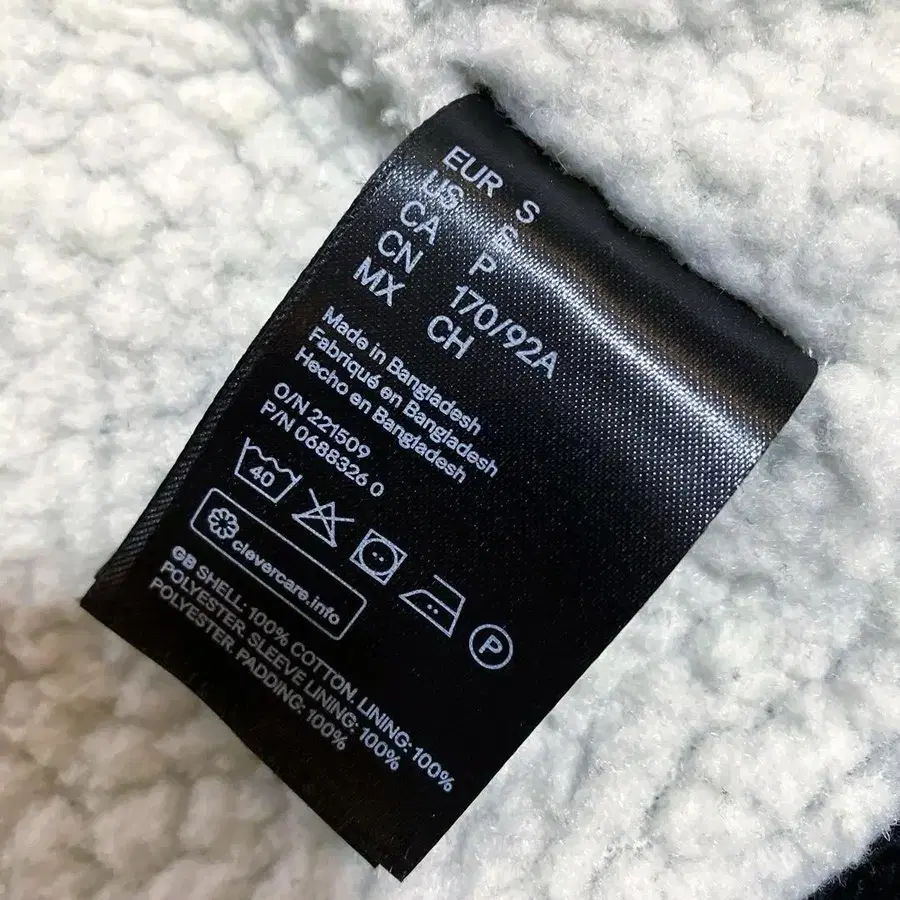 EUR S
US S
CA P
CN 170/92A
MX CH
Made in Bangladesh
Fabriqué en Bangladesh
Hecho en Bangladesh
O/N 221509
P/N 0688326 0
40
P
clevercare.info
GB SHELL: 100% COTTON. LINING: 100%
POLYESTER. SLEEVE LINING: 100%
POLYESTER. PADDING: 100%